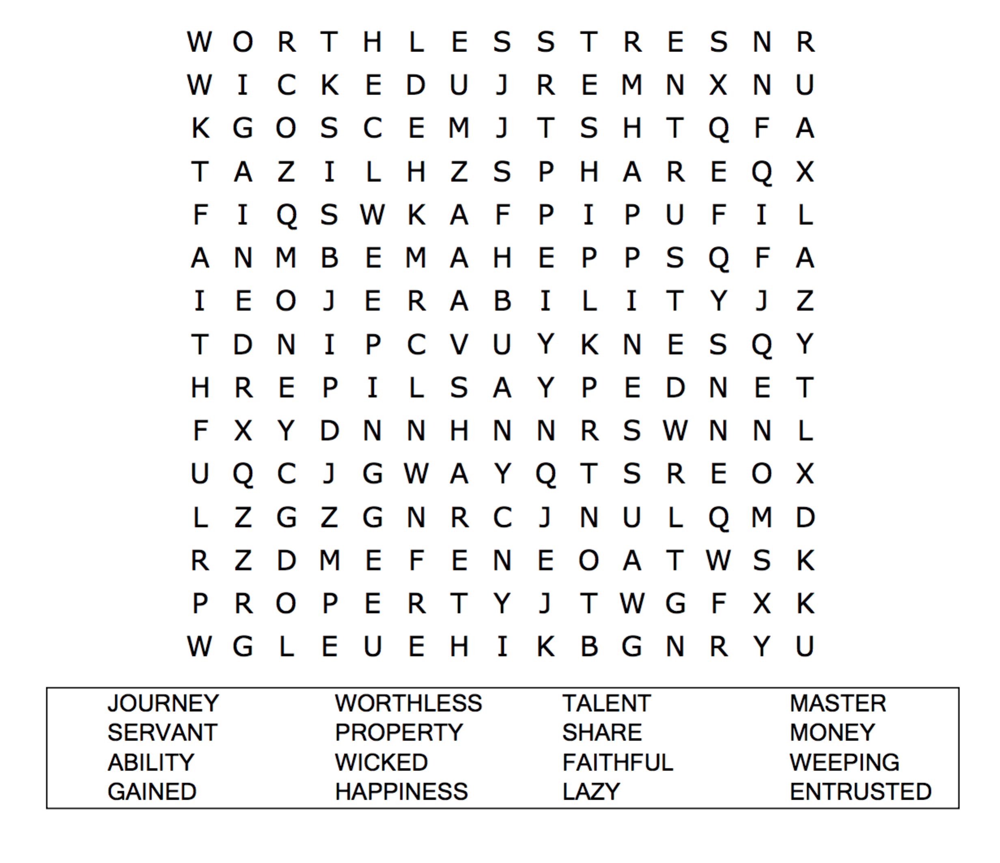 W O R T H L E S S T R E S N R
W I C K E D U J R E M N X N U
K G O S C E M J T S H T Q F A
T A Z I L H Z S P H A R E Q X
F I Q S W K A F P I P U F I L
A N M B E M A H E P P S Q F A
I E O J E R A B I L I T Y J Z
T D N I P C V U Y K N E S Q Y
H R E P I L S A Y P E D N E T
F X Y D N N H N N R S W N N L
U Q C J G W A Y Q T S R E O X
L Z G Z G N R C J N U L Q M D
R Z D M E F E N E O A T W S K
P R O P E R T Y J T W G F X K
W G L E U E H I K B G N R Y U
JOURNEY WORTHLESS TALENT MASTER
SERVANT PROPERTY SHARE MONEY
ABILITY WICKED FAITHFUL WEEPING
GAINED HAPPINESS LAZY ENTRUSTED